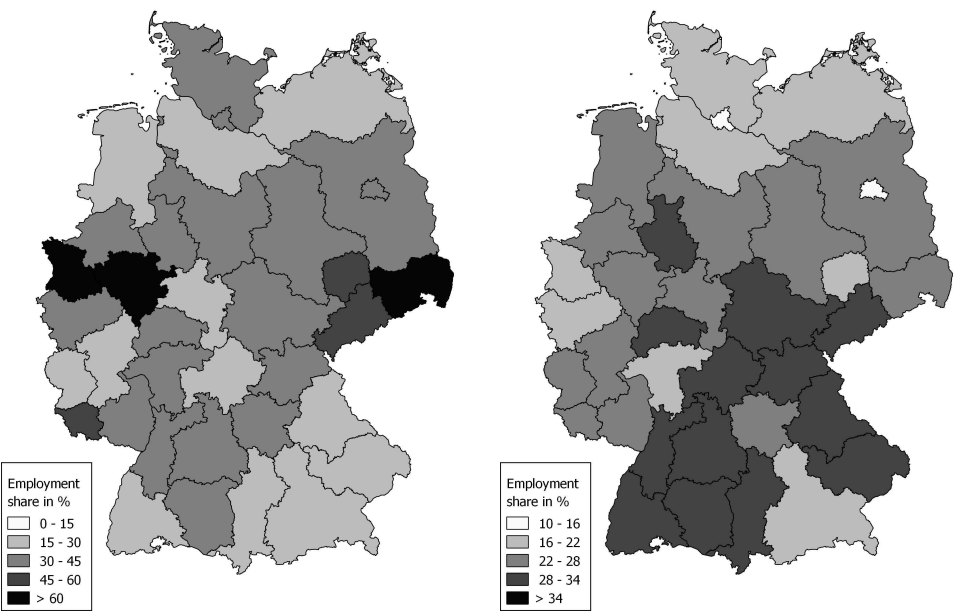 Employment
share in %
0 - 15
15 - 30
30 - 45
45 - 60
> 60
Employment
share in %
10 - 16
16 - 22
22 - 28
28 - 34
> 34